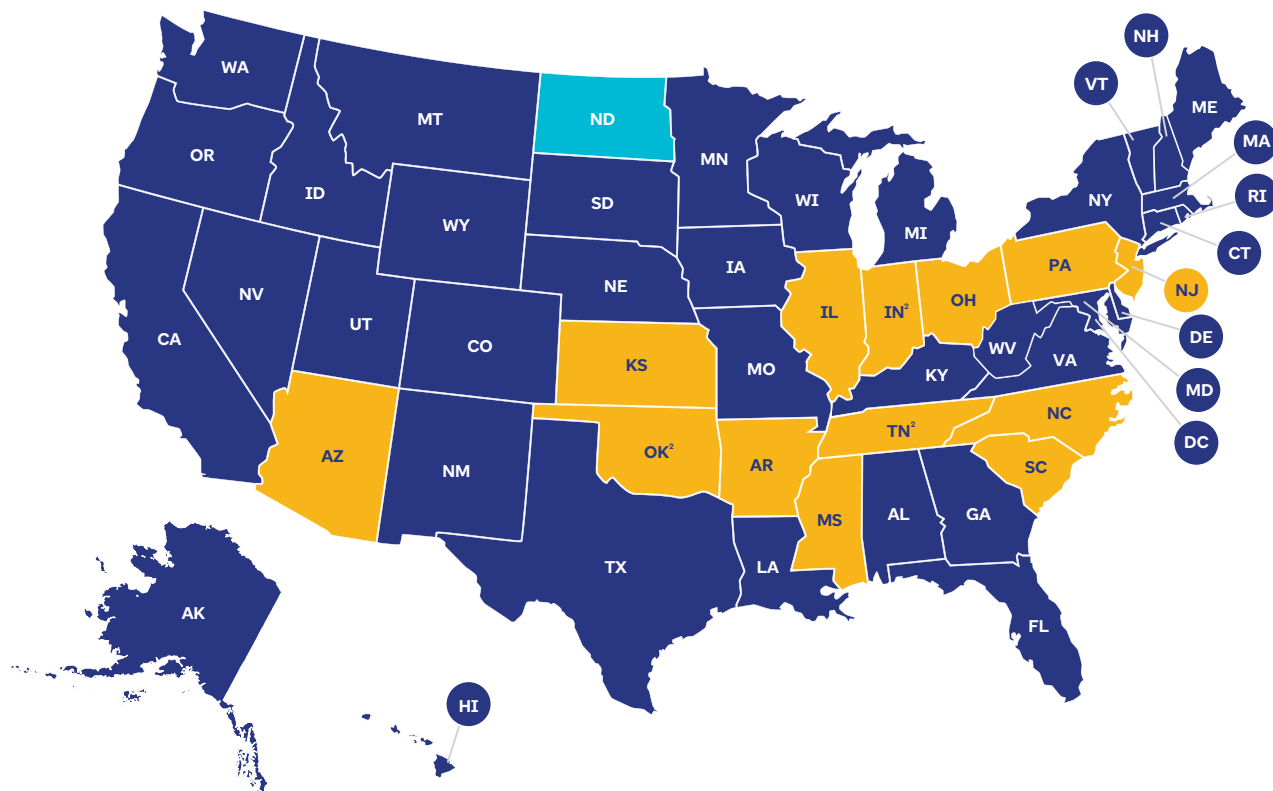 NH
WA
VT
ME
MT
ND
MA
OR
MN
ID
RI
SD
NY
WI
WY
MI
CT
PA
IA
NE
NJ
NV
OH
IL
IN²
UT
DE
CA
CO
WV
VA
KS
MO
KY
MD
NC
TN²
DC
OK²
AZ
AR
SC
NM
MS
AL
GA
TX
LA
AK
FL
HI